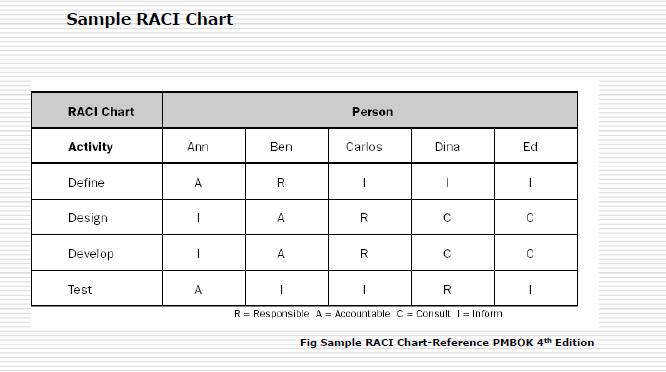 Sample RACI Chart
RACI Chart Person
Activity Ann Ben Carlos Dina Ed
Define A R I I I
Design I A R C C
Develop I A R C C
Test A I I R I
R = Responsible A = Accountable C = Consult I = Inform
Fig Sample RACI Chart-Reference PMBOK 4th Edition